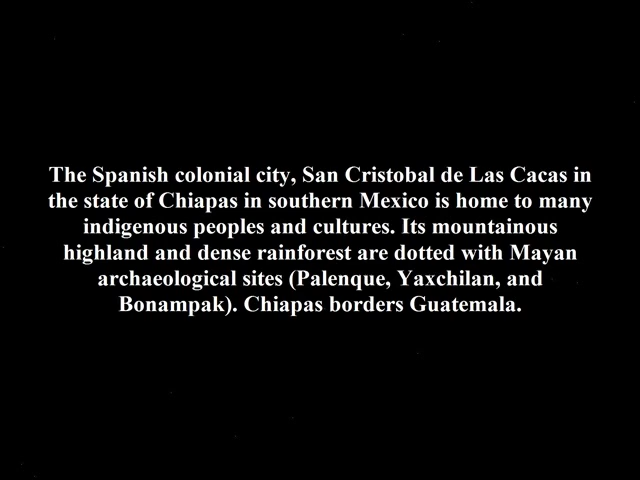 The Spanish colonial city, San Cristobal de Las Cacas in
the state of Chiapas in southern Mexico is home to many
indigenous peoples and cultures. Its mountainous
highland and dense rainforest are dotted with Mayan
archaeological sites (Palenque, Yaxchilan, and
Bonampak). Chiapas borders Guatemala.